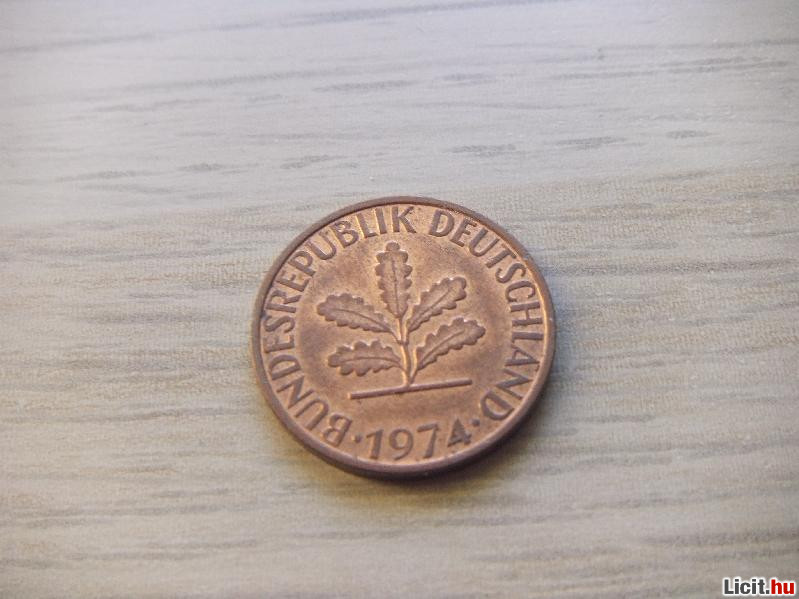 BUNDESREPUBLIK DEUTSCHLAND
·1974·
Licit.hu